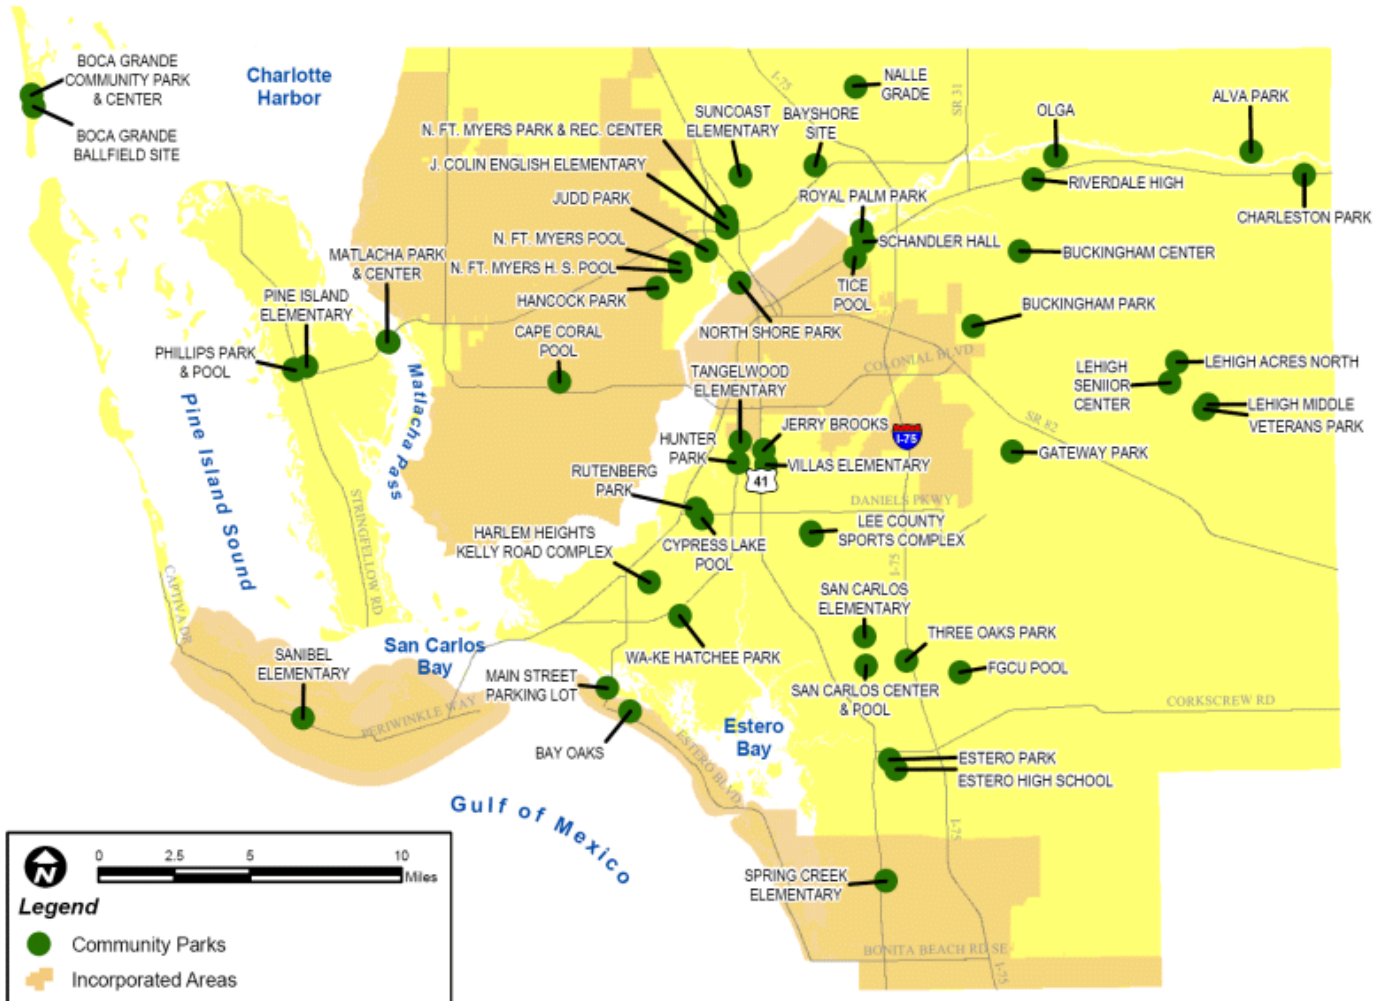 BOCA GRANDE
COMMUNITY PARK
& CENTER
BOCA GRANDE
BALLFIELD SITE
Charlotte
Harbor
NALLE
GRADE
SR 31
I-75
OLGA
ALVA PARK
SUNCOAST
ELEMENTARY
BAYSHORE
SITE
N. FT. MYERS PARK & REC. CENTER
J. COLIN ENGLISH ELEMENTARY
JUDD PARK
ROYAL PALM PARK
RIVERDALE HIGH
CHARLESTON PARK
N. FT. MYERS POOL
N. FT. MYERS H. S. POOL
HANCOCK PARK
SCHANDLER HALL
BUCKINGHAM CENTER
MATLACHA PARK
& CENTER
TICE
POOL
PINE ISLAND
ELEMENTARY
BUCKINGHAM PARK
NORTH SHORE PARK
CAPE CORAL
POOL
PHILLIPS PARK
& POOL
COLONIAL BLVD
TANGELWOOD
ELEMENTARY
LEHIGH ACRES NORTH
LEHIGH
SENIIOR
CENTER
LEHIGH MIDDLE
VETERANS PARK
Matlacha Pass
Pine Island Sound
SR 82
JERRY BROOKS
I-75
HUNTER
PARK
GATEWAY PARK
VILLAS ELEMENTARY
41
RUTENBERG
PARK
DANIELS PKWY
STRINGFELLOW RD
HARLEM HEIGHTS
KELLY ROAD COMPLEX
CYPRESS LAKE
POOL
LEE COUNTY
SPORTS COMPLEX
I-75
CAPTIVA DR
SAN CARLOS
ELEMENTARY
THREE OAKS PARK
San Carlos
Bay
SANIBEL
ELEMENTARY
WA-KE HATCHEE PARK
FGCU POOL
MAIN STREET
PARKING LOT
SAN CARLOS CENTER
& POOL
CORKSCREW RD
PERIWINKLE WAY
Estero
Bay
BAY OAKS
ESTERO BLVD
ESTERO PARK
ESTERO HIGH SCHOOL
Gulf of Mexico
I-75
SPRING CREEK
ELEMENTARY
BONITA BEACH RD SE
I-75
N
0 2.5 5 10
Miles
Legend
Community Parks
Incorporated Areas